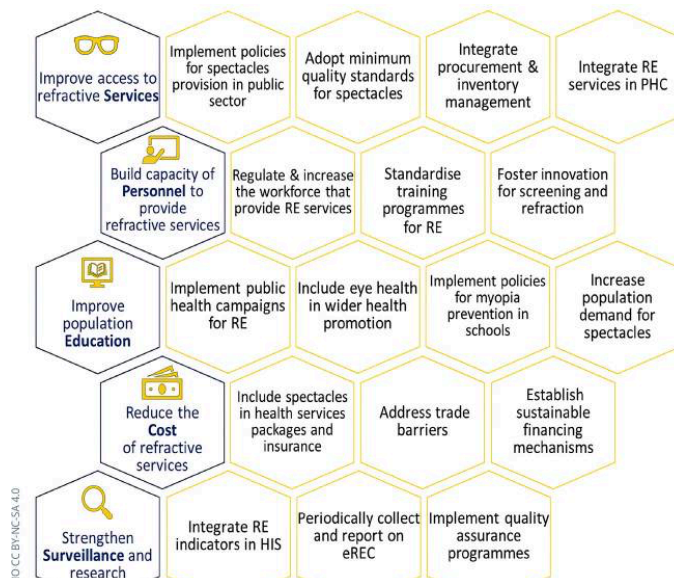 Improve access to
refractive Services
Implement policies
for spectacles
provision in public
sector
Adopt minimum
quality standards
for spectacles
Integrate
procurement &
inventory
management
Integrate RE
services in PHC
Build capacity of
Personnel to
provide
refractive services
Regulate & increase
the workforce that
provide RE services
Standardise
training
programmes
for RE
Foster innovation
for screening and
refraction
Improve
population
Education
Implement public
health campaigns
for RE
Include eye health
in wider health
promotion
Implement policies
for myopia
prevention in
schools
Increase
population
demand for
spectacles
Reduce the
Cost
of refractive
services
Include spectacles
in health services
packages and
insurance
Address trade
barriers
Establish
sustainable
financing
mechanisms
Strengthen
Surveillance and
research
Integrate RE
indicators in HIS
Periodically collect
and report on
eREC
Implement quality
assurance
programmes
CC BY-NC-SA 4.0